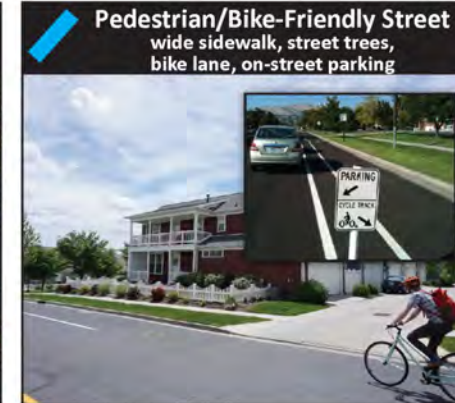 Pedestrian/Bike-Friendly Street
wide sidewalk, street trees,
bike lane, on-street parking
PARKING
CYCLE TRACK